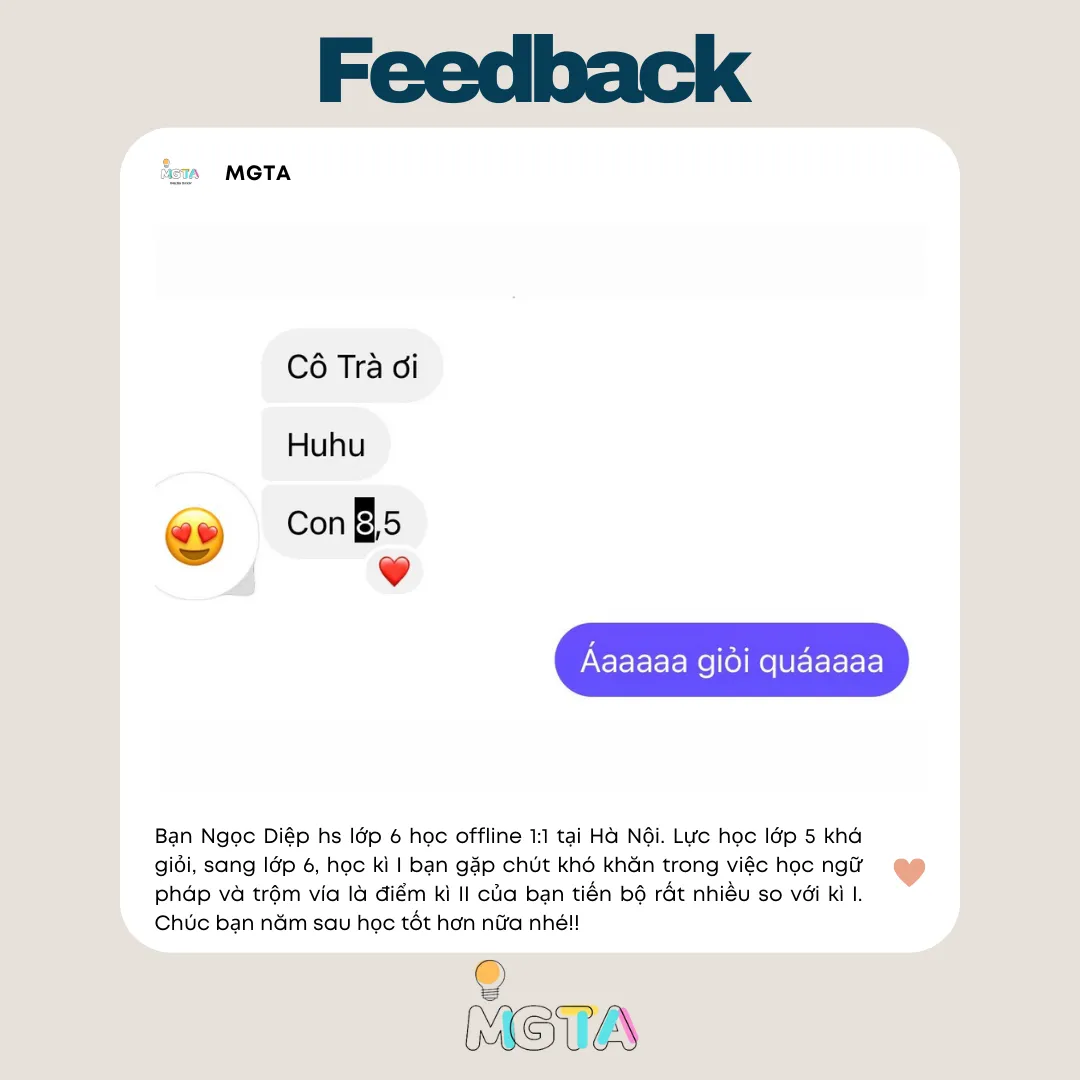 Feedback
MGTA
MGTA
Cô Trà ơi
Huhu
Con 8,5
Áaaaaa giỏi quáaaaa
Bạn Ngọc Diệp hs lớp 6 học offline 1:1 tại Hà Nội. Lực học lớp 5 khá
giỏi, sang lớp 6, học kì I bạn gặp chút khó khăn trong việc học ngữ
pháp và trộm vía là điểm kì II của bạn tiến bộ rất nhiều so với kì I.
Chúc bạn năm sau học tốt hơn nữa nhé!!
MGTA